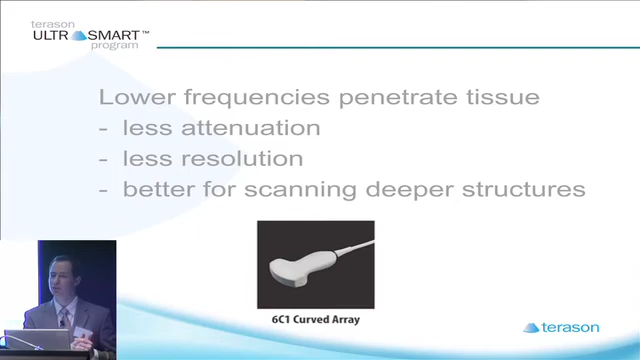 terason
ULTRASMART™
program
Lower frequencies penetrate tissue
- less attenuation
- less resolution
- better for scanning deeper structures
6C1 Curved Array
terason